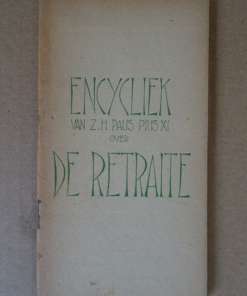 ENCYCLIEK
VAN Z.H. PAUS PIUS XI
OVER
DE RETRAITE